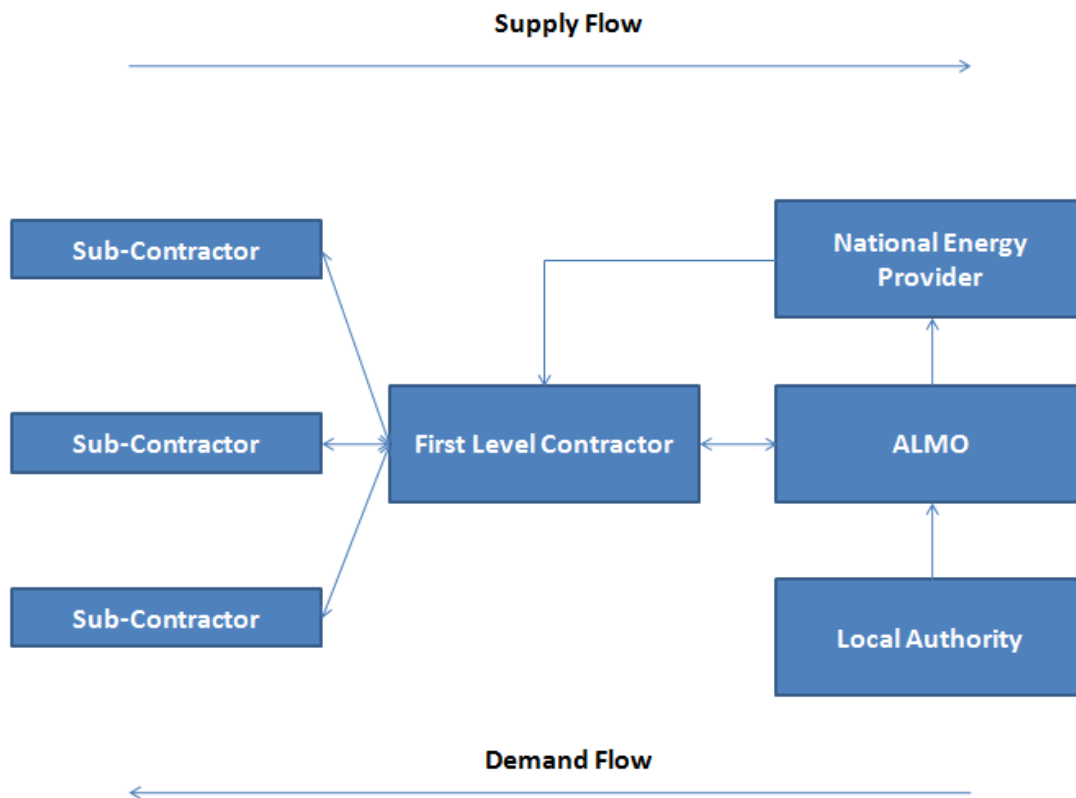 Supply Flow
Sub-Contractor
National Energy
Provider
Sub-Contractor
First Level Contractor
ALMO
Sub-Contractor
Local Authority
Demand Flow